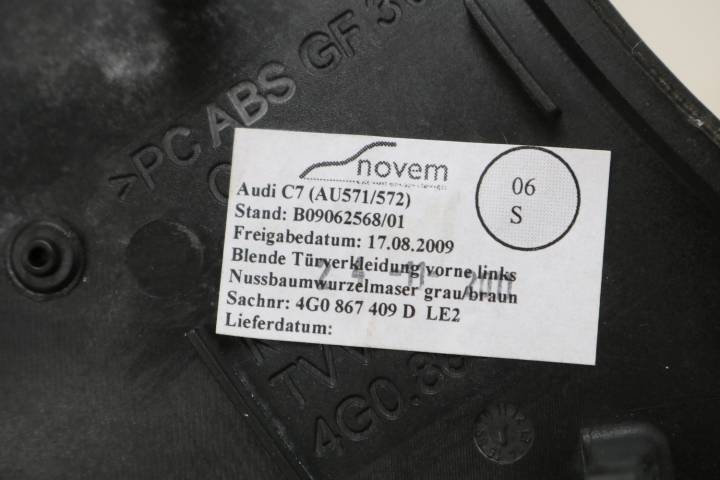 >PC ABS GF
novem
06
S
Audi C7 (AU571/572)
Stand: B09062568/01
Freigabedatum: 17.08.2009
Blende Türverkleidung vorne links
Nussbaumwurzelmaser grau/braun
Sachnr: 4G0 867 409 D LE2
Lieferdatum:
4G0.8